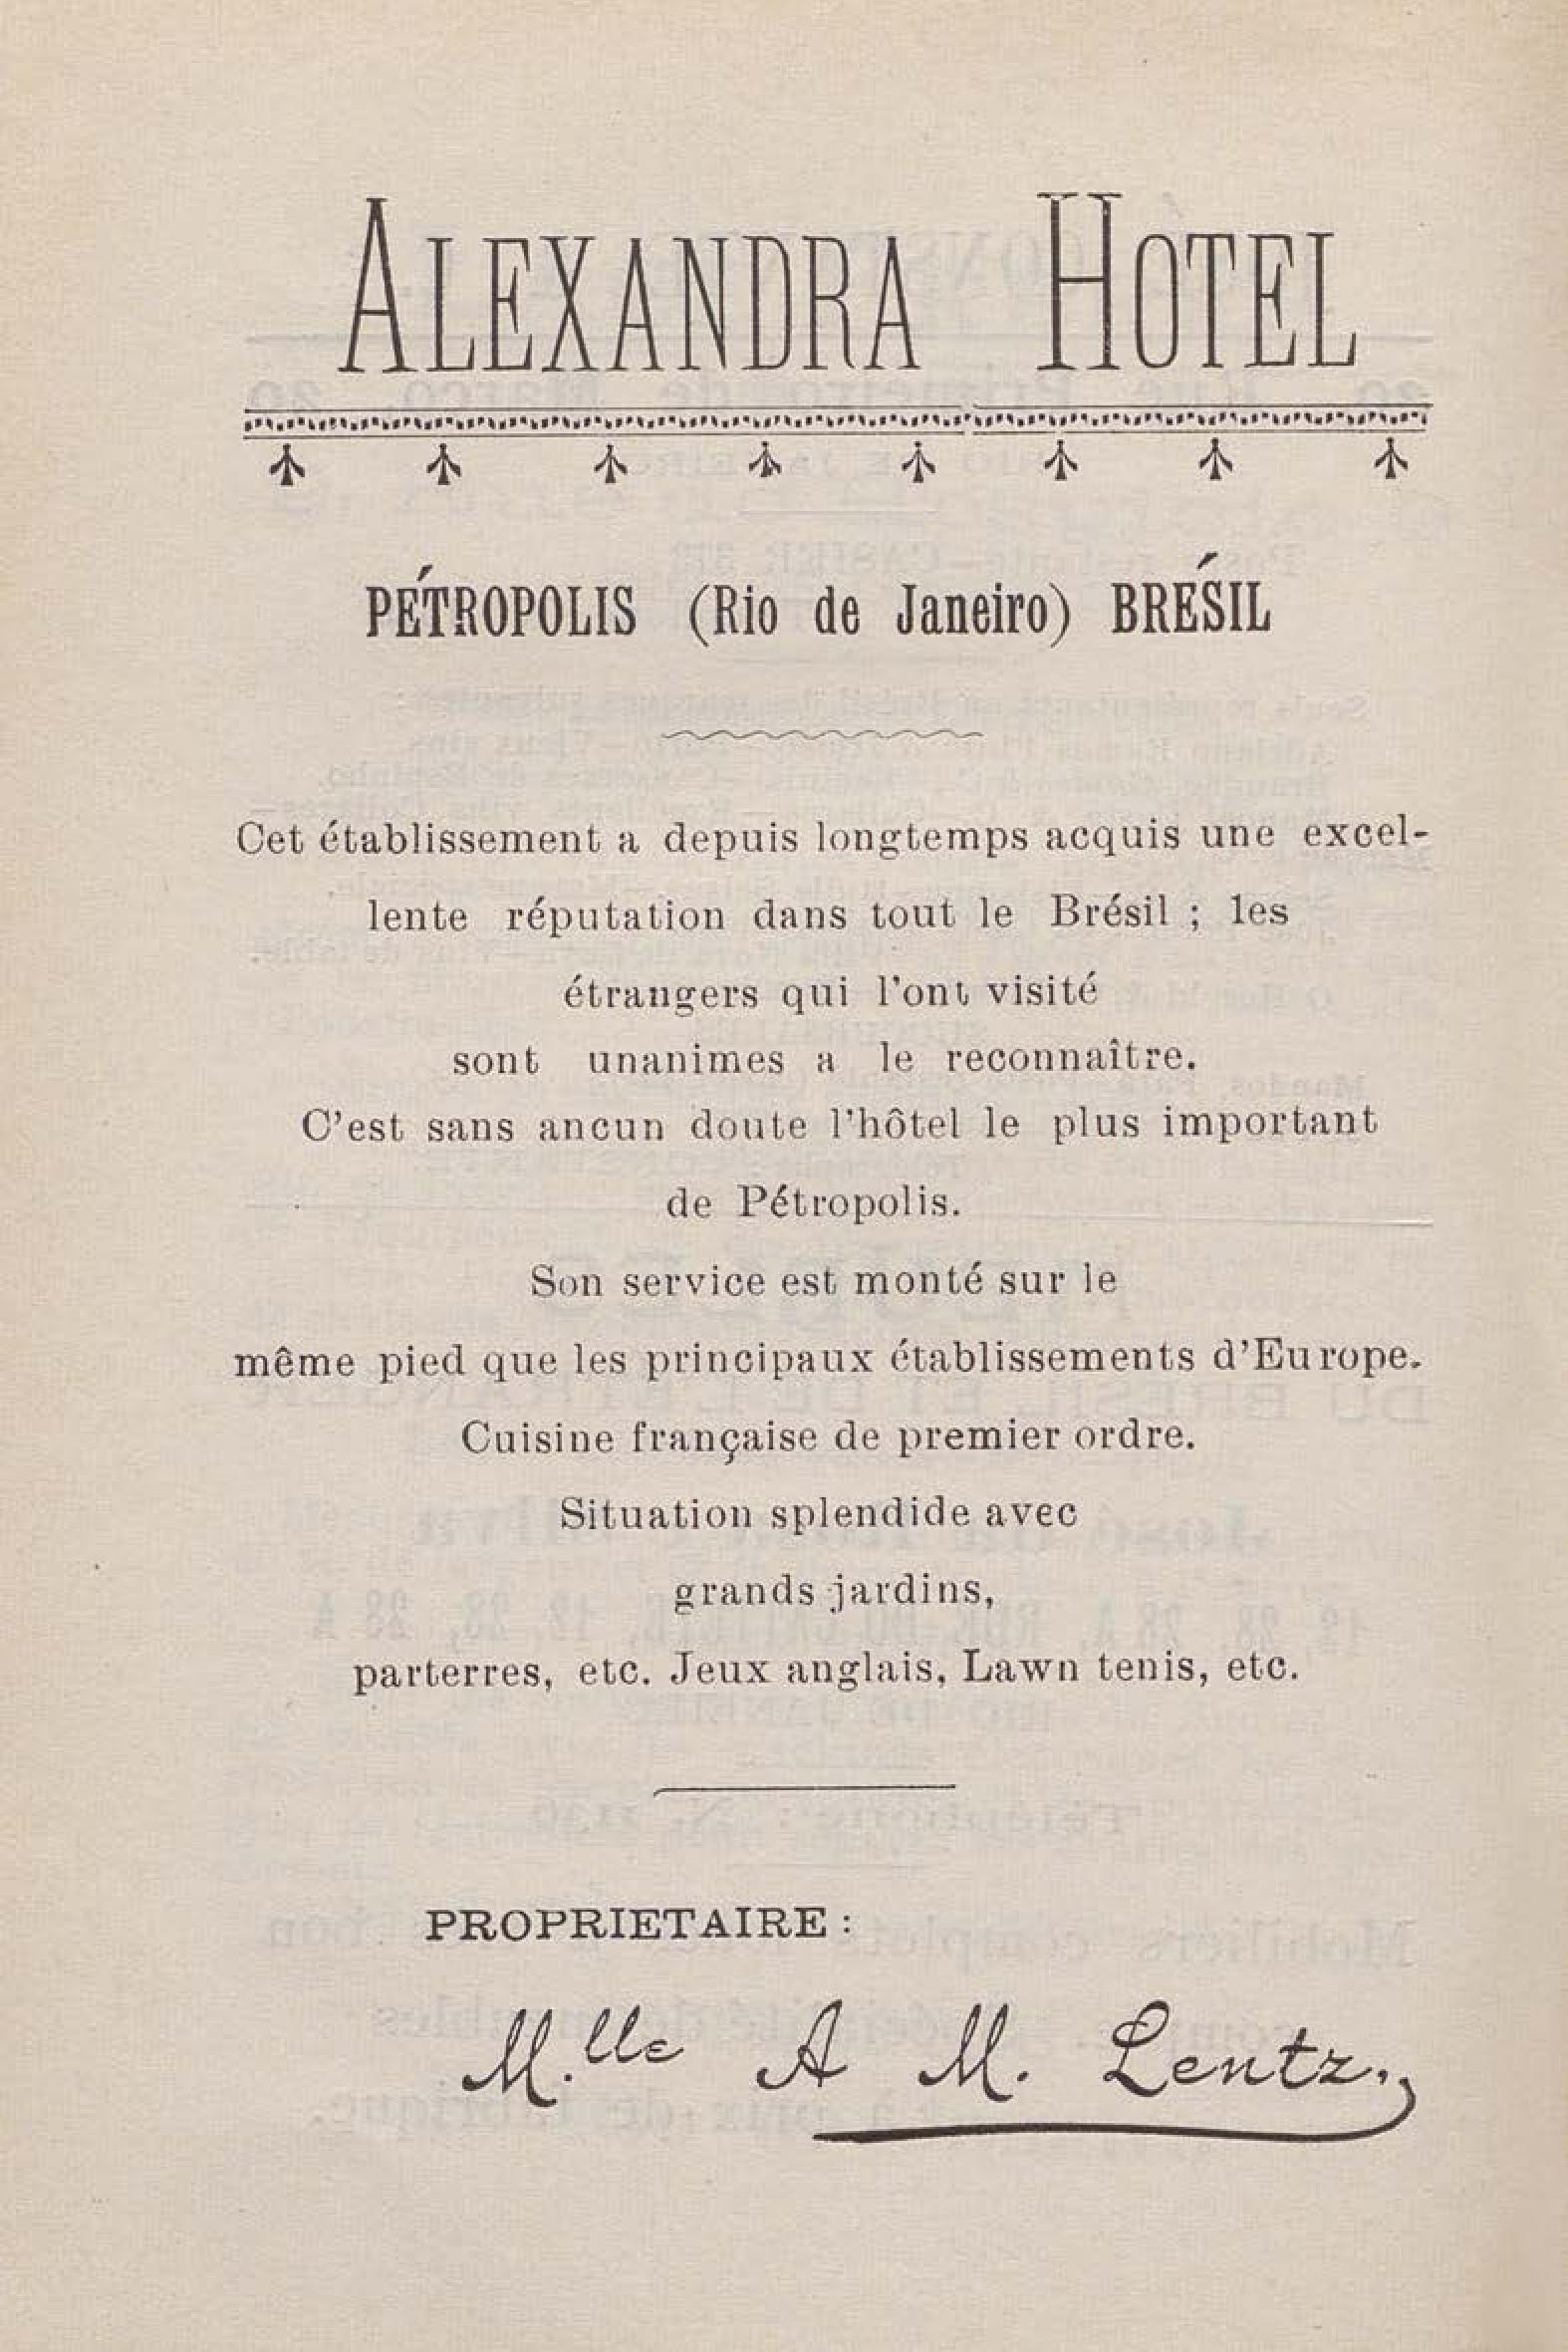 ALEXANDRA HOTEL
PÉTROPOLIS (Rio de Janeiro) BRÉSIL
Cet établissement a depuis longtemps acquis une excel-
lente réputation dans tout le Brésil ; les
étrangers qui l'ont visité
sont unanimes a le reconnaître.
C'est sans ancun doute l'hôtel le plus important
de Pétropolis.
Son service est monté sur le
même pied que les principaux établissements d'Europe.
Cuisine française de premier ordre.
Situation splendide avec
grands jardins,
parterres, etc. Jeux anglais, Lawn tenis, etc.
PROPRIETAIRE :
M.lle A M. Lentz.